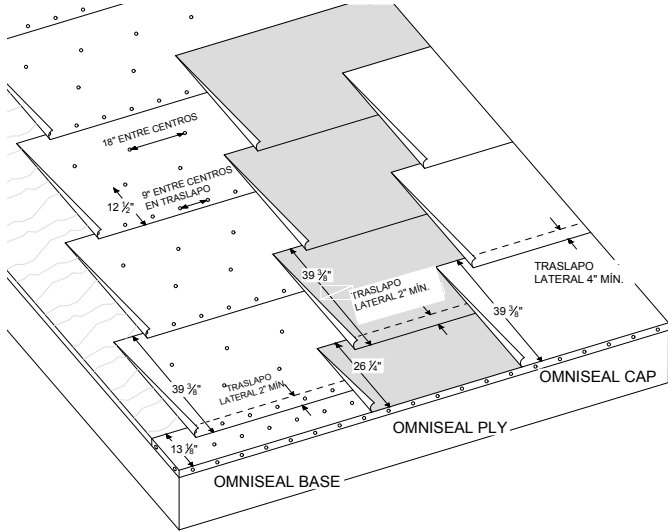 18" ENTRE CENTROS
9" ENTRE CENTROS
EN TRASLAPO
12 ½"
39 ⅜"
TRASLAPO
LATERAL 2" MÍN.
TRASLAPO
LATERAL 4" MÍN.
39 ⅜"
26 ¼"
39 ⅜"
TRASLAPO
LATERAL 2" MÍN.
OMNISEAL CAP
OMNISEAL PLY
13 ⅛"
OMNISEAL BASE